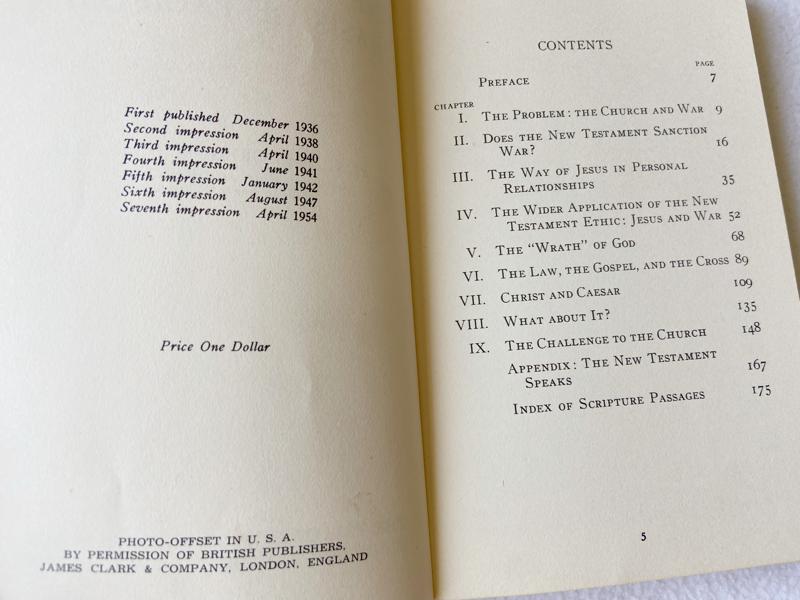 First published December 1936
Second impression April 1938
Third impression April 1940
Fourth impression June 1941
Fifth impression January 1942
Sixth impression August 1947
Seventh impression April 1954
Price One Dollar
PHOTO-OFFSET IN U. S. A.
BY PERMISSION OF BRITISH PUBLISHERS,
JAMES CLARK & COMPANY, LONDON, ENGLAND
CONTENTS
PAGE
PREFACE 7
CHAPTER
I. THE PROBLEM: THE CHURCH AND WAR 9
II. DOES THE NEW TESTAMENT SANCTION
WAR? 16
III. THE WAY OF JESUS IN PERSONAL
RELATIONSHIPS 35
IV. THE WIDER APPLICATION OF THE NEW
TESTAMENT ETHIC: JESUS AND WAR 52
V. THE "WRATH" OF GOD 68
VI. THE LAW, THE GOSPEL, AND THE CROSS 89
VII. CHRIST AND CAESAR 109
VIII. WHAT ABOUT IT? 135
IX. THE CHALLENGE TO THE CHURCH 148
APPENDIX: THE NEW TESTAMENT
SPEAKS 167
INDEX OF SCRIPTURE PASSAGES 175
5